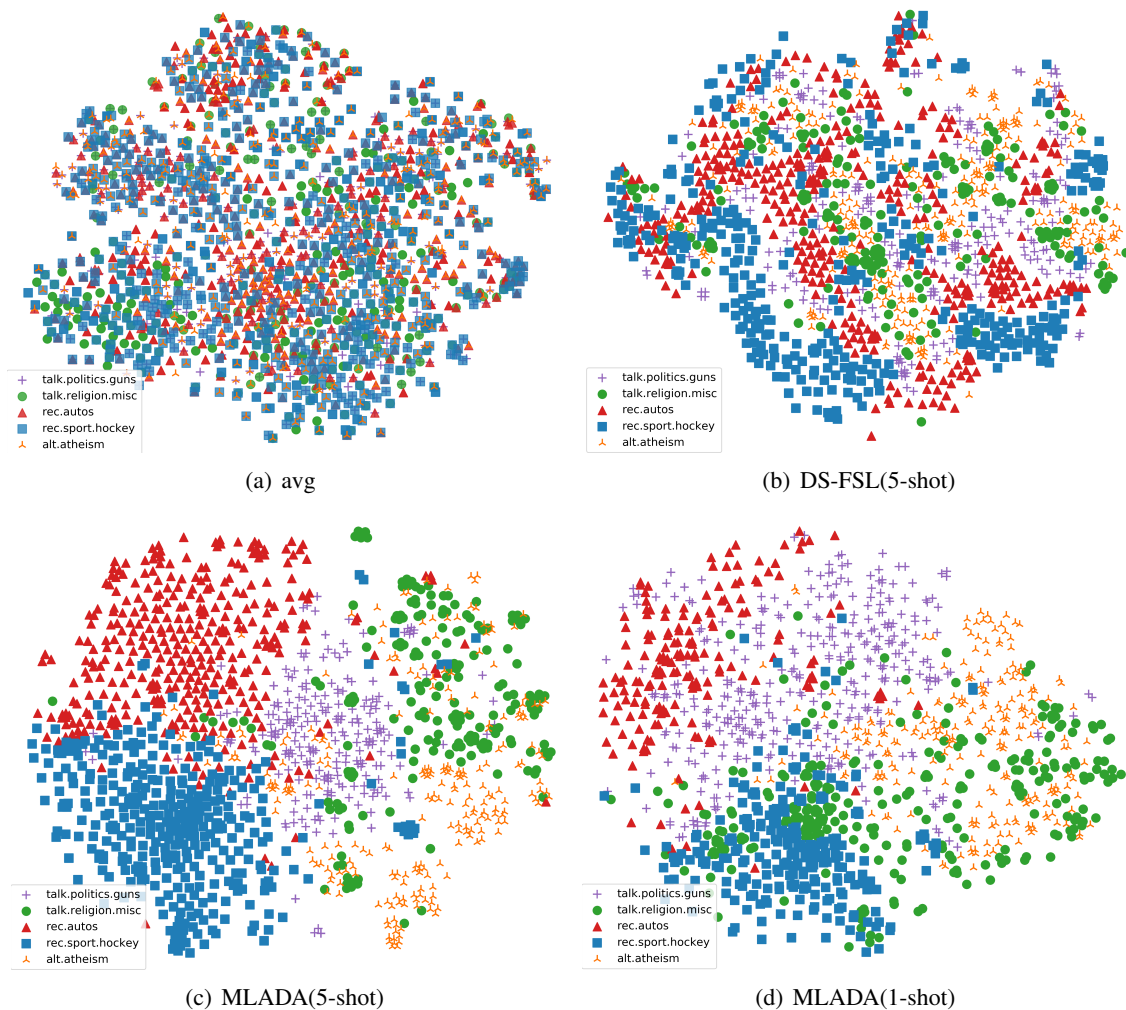 talk.politics.guns
talk.religion.misc
rec.autos
rec.sport.hockey
alt.atheism
(a) avg
talk.politics.guns
talk.religion.misc
rec.autos
rec.sport.hockey
alt.atheism
(b) DS-FSL(5-shot)
talk.politics.guns
talk.religion.misc
rec.autos
rec.sport.hockey
alt.atheism
(c) MLADA(5-shot)
talk.politics.guns
talk.religion.misc
rec.autos
rec.sport.hockey
alt.atheism
(d) MLADA(1-shot)